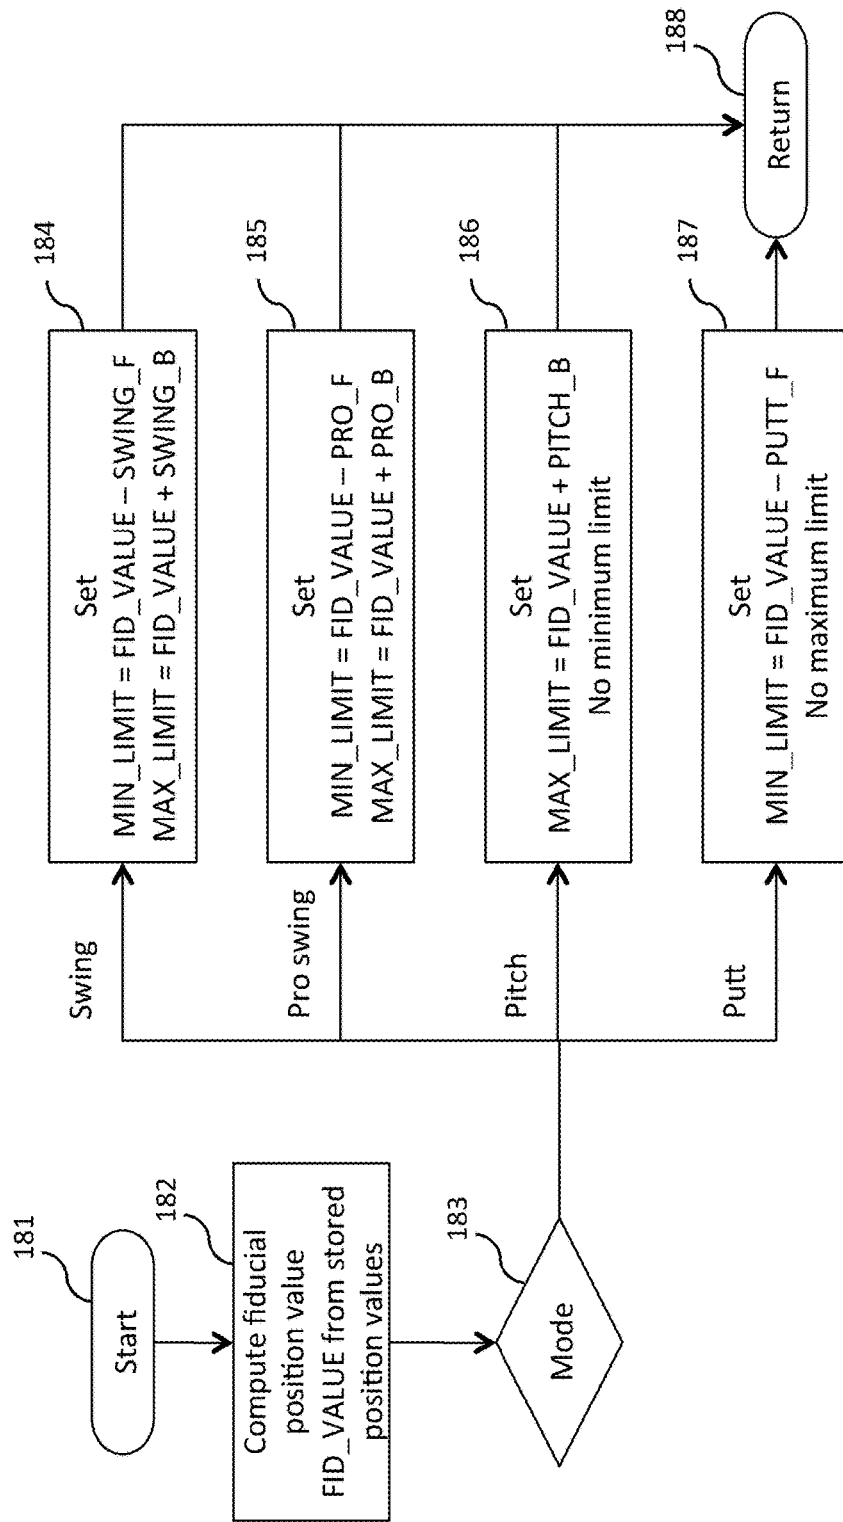 181
Start
182
Compute fiducial
position value
FID_VALUE from stored
position values
183
Mode
Swing
184
Set
MIN_LIMIT = FID_VALUE – SWING_F
MAX_LIMIT = FID_VALUE + SWING_B
Pro swing
185
Set
MIN_LIMIT = FID_VALUE – PRO_F
MAX_LIMIT = FID_VALUE + PRO_B
Pitch
186
Set
MAX_LIMIT = FID_VALUE + PITCH_B
No minimum limit
Putt
187
Set
MIN_LIMIT = FID_VALUE – PUTT_F
No maximum limit
188
Return